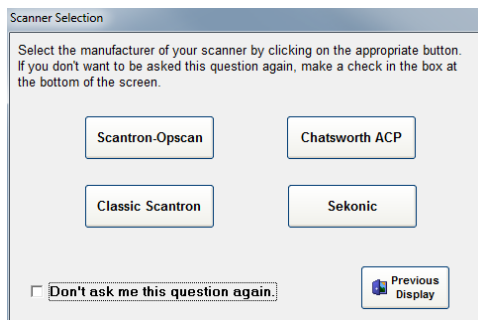 Scanner Selection
Select the manufacturer of your scanner by clicking on the appropriate button.
If you don't want to be asked this question again, make a check in the box at
the bottom of the screen.
Scantron-Opscan
Chatsworth ACP
Classic Scantron
Sekonic
Don't ask me this question again.
Previous
Display